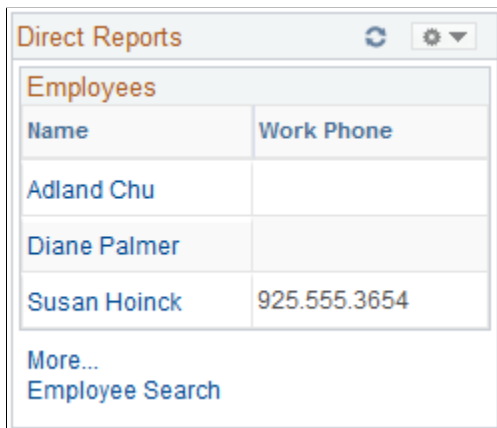 Direct Reports
Employees
Name Work Phone
Adland Chu
Diane Palmer
Susan Hoinck 925.555.3654
More...
Employee Search